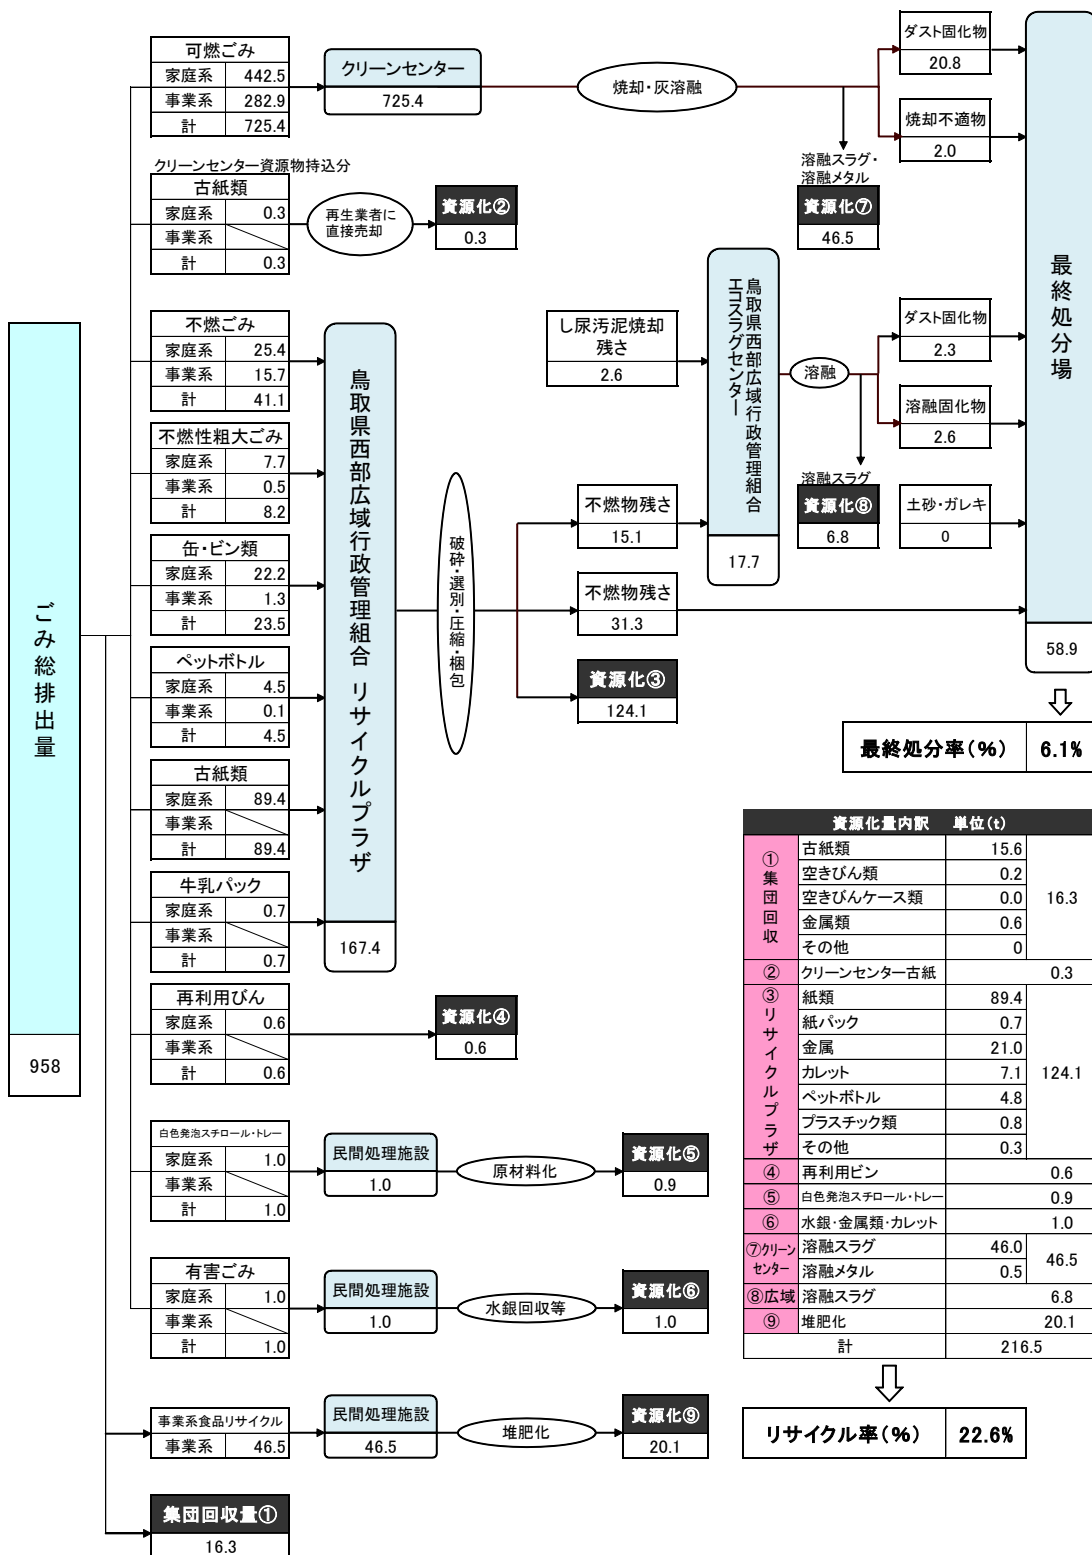 ごみ総排出量
958
可燃ごみ
家庭系 442.5
事業系 282.9
計 725.4
クリーンセンター
725.4
焼却・灰溶融
ダスト固化物
20.8
焼却不適物
2.0
溶融スラグ・
溶融メタル
資源化⑦
46.5
クリーンセンター資源物持込分
古紙類
家庭系 0.3
事業系
計 0.3
再生業者に
直接売却
資源化②
0.3
不燃ごみ
家庭系 25.4
事業系 15.7
計 41.1
不燃性粗大ごみ
家庭系 7.7
事業系 0.5
計 8.2
缶・ビン類
家庭系 22.2
事業系 1.3
計 23.5
ペットボトル
家庭系 4.5
事業系 0.1
計 4.5
古紙類
家庭系 89.4
事業系
計 89.4
牛乳パック
家庭系 0.7
事業系
計 0.7
鳥取県西部広域行政管理組合 リサイクルプラザ
167.4
破砕・選別・圧縮・梱包
し尿汚泥焼却
残さ
2.6
不燃物残さ
15.1
不燃物残さ
31.3
資源化③
124.1
鳥取県西部広域行政管理組合
エコスラグセンター
17.7
溶融
溶融スラグ
資源化⑧
6.8
ダスト固化物
2.3
溶融固化物
2.6
土砂・ガレキ
0
最終処分場
58.9
最終処分率(%) 6.1%
再利用びん
家庭系 0.6
事業系
計 0.6
資源化④
0.6
白色発泡スチロール・トレー
家庭系 1.0
事業系
計 1.0
民間処理施設
1.0
原材料化
資源化⑤
0.9
有害ごみ
家庭系 1.0
事業系
計 1.0
民間処理施設
1.0
水銀回収等
資源化⑥
1.0
事業系食品リサイクル
事業系 46.5
民間処理施設
46.5
堆肥化
資源化⑨
20.1
集団回収量①
16.3
資源化量内訳 単位(t)
①集団回収
古紙類 15.6
空きびん類 0.2
空きびんケース類 0.0
金属類 0.6
その他 0
16.3
② クリーンセンター古紙 0.3
③リサイクルプラザ
紙類 89.4
紙パック 0.7
金属 21.0
カレット 7.1
ペットボトル 4.8
プラスチック類 0.8
その他 0.3
124.1
④ 再利用ビン 0.6
⑤ 白色発泡スチロール・トレー 0.9
⑥ 水銀・金属類・カレット 1.0
⑦クリーン
センター
溶融スラグ 46.0
溶融メタル 0.5
46.5
⑧広域 溶融スラグ 6.8
⑨ 堆肥化 20.1
計 216.5
リサイクル率(%) 22.6%